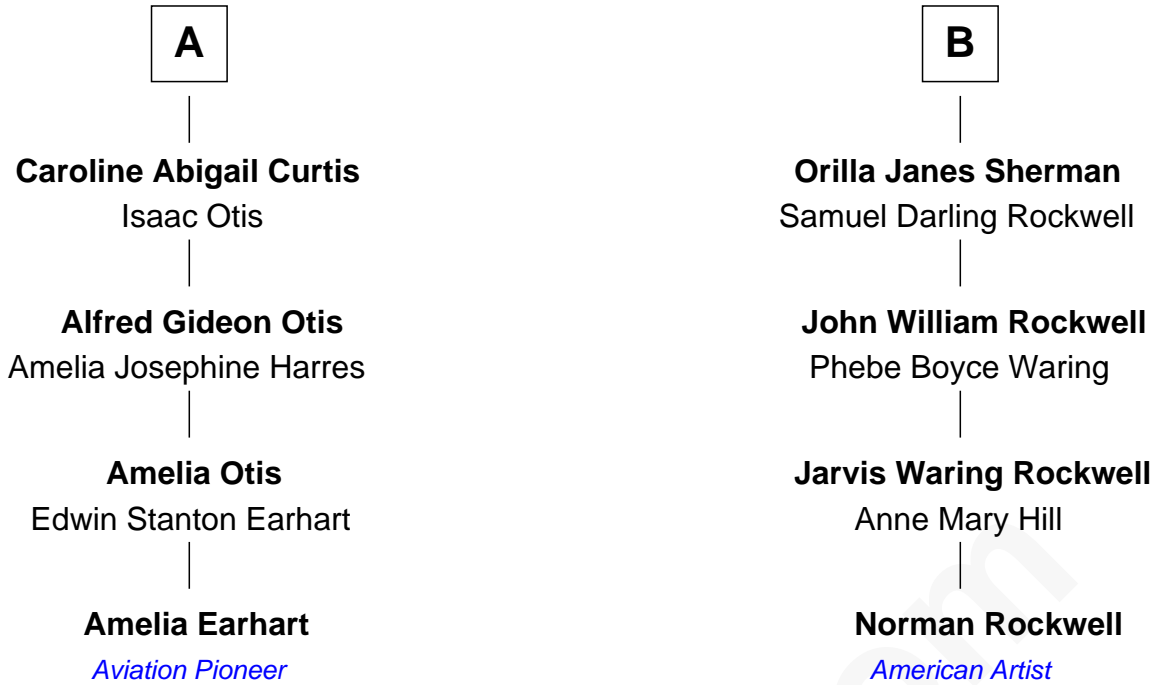 A
B
Caroline Abigail Curtis
Isaac Otis
Orilla Janes Sherman
Samuel Darling Rockwell
Alfred Gideon Otis
Amelia Josephine Harres
John William Rockwell
Phebe Boyce Waring
Amelia Otis
Edwin Stanton Earhart
Jarvis Waring Rockwell
Anne Mary Hill
Amelia Earhart
Aviation Pioneer
Norman Rockwell
American Artist